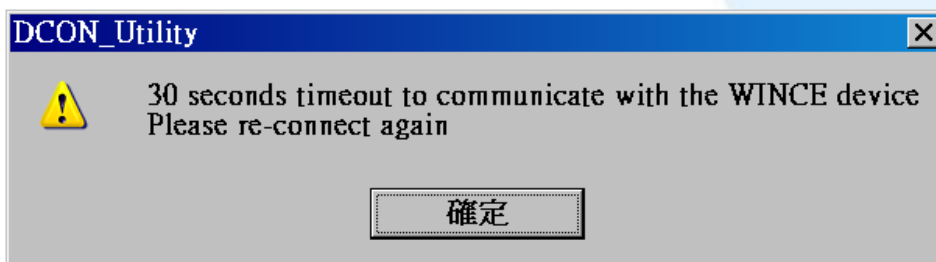 DCON_Utility
30 seconds timeout to communicate with the WINCE device
Please re-connect again
確定